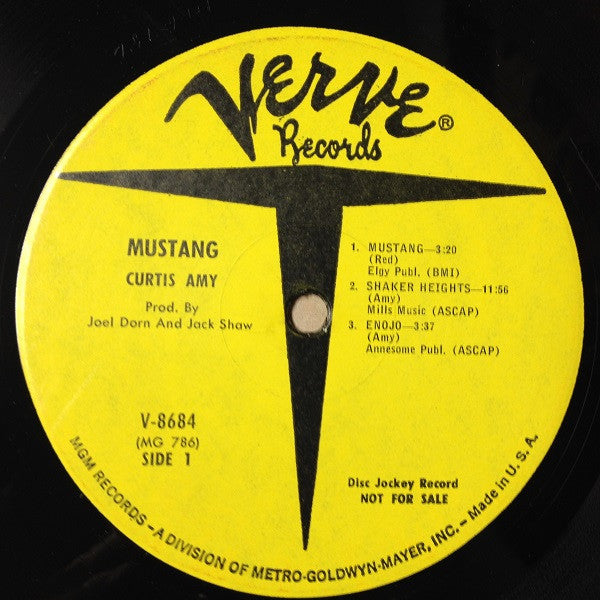 VERVE ®
Records
MUSTANG
CURTIS AMY
Prod. By
Joel Dorn And Jack Shaw
1. MUSTANG—3:20
(Red)
Elgy Publ. (BMI)
2. SHAKER HEIGHTS—11:56
(Amy)
Mills Music (ASCAP)
3. ENOJO—3:37
(Amy)
Annesome Publ. (ASCAP)
V-8684
(MG 786)
SIDE 1
Disc Jockey Record
NOT FOR SALE
MGM RECORDS – A DIVISION OF METRO-GOLDWYN-MAYER, INC. – Made in U. S. A.